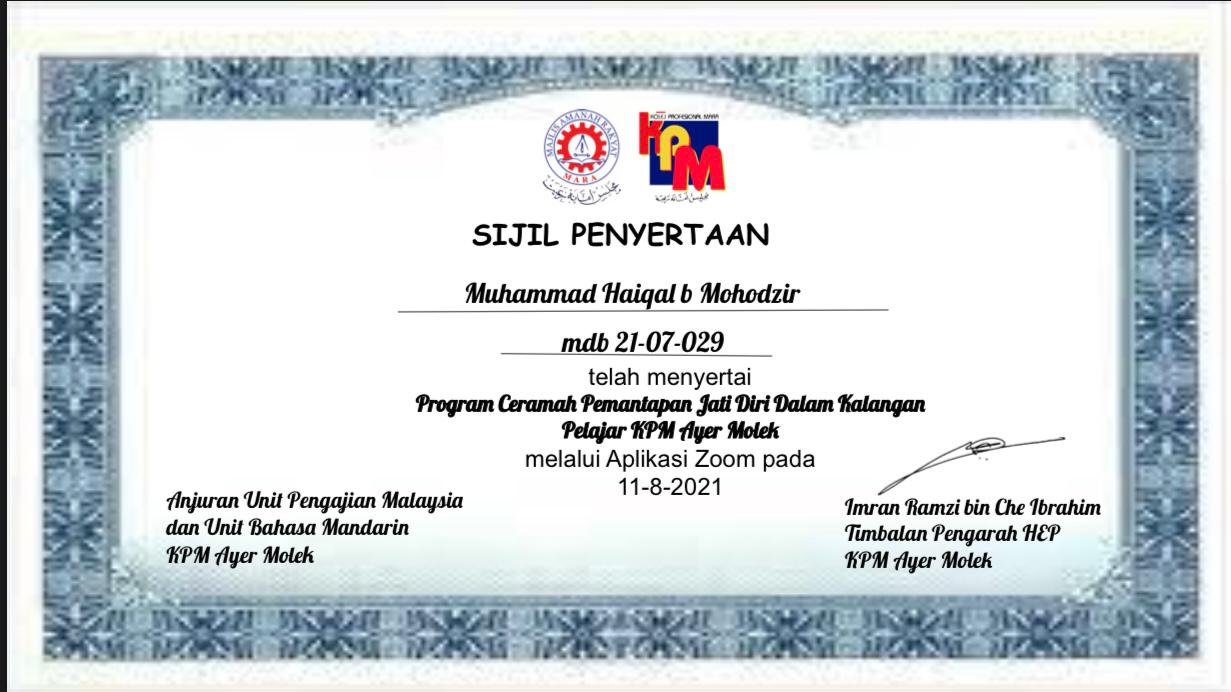 MAJLIS AMANAH RAKYAT
MARA
KOLEJ PROFESIONAL MARA
KPM
SIJIL PENYERTAAN
Muhammad Haiqal b Mohodzir
mdb 21-07-029
telah menyertai
Program Ceramah Pemantapan Jati Diri Dalam Kalangan
Pelajar KPM Ayer Molek
melalui Aplikasi Zoom pada
11-8-2021
Anjuran Unit Pengajian Malaysia
dan Unit Bahasa Mandarin
KPM Ayer Molek
Imran Ramzi bin Che Ibrahim
Timbalan Pengarah HEP
KPM Ayer Molek